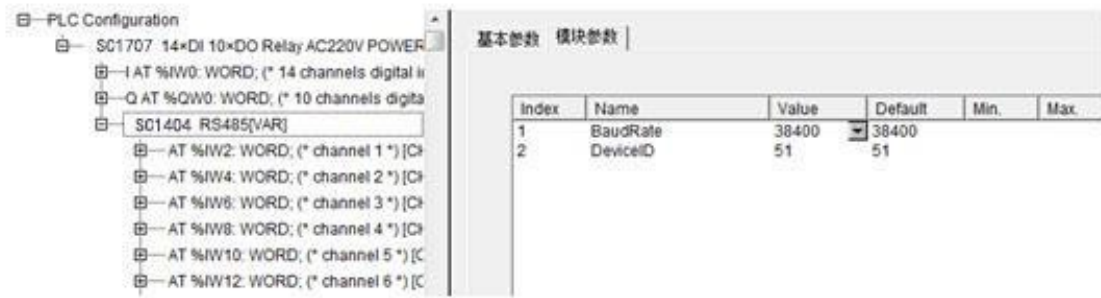 PLC Configuration
SC1707 14×DI 10×DO Relay AC220V POWER
I AT %IW0: WORD; (* 14 channels digital i
Q AT %QW0: WORD; (* 10 channels digita
SC1404 RS485[VAR]
AT %IW2: WORD; (* channel 1 *) [CH
AT %IW4: WORD; (* channel 2 *) [CH
AT %IW6: WORD; (* channel 3 *) [CH
AT %IW8: WORD; (* channel 4 *) [CH
AT %IW10: WORD; (* channel 5 *) [C
AT %IW12: WORD; (* channel 6 *) [C
基本参数 模块参数
Index Name Value Default Min. Max.
1 BaudRate 38400 38400
2 DeviceID 51 51